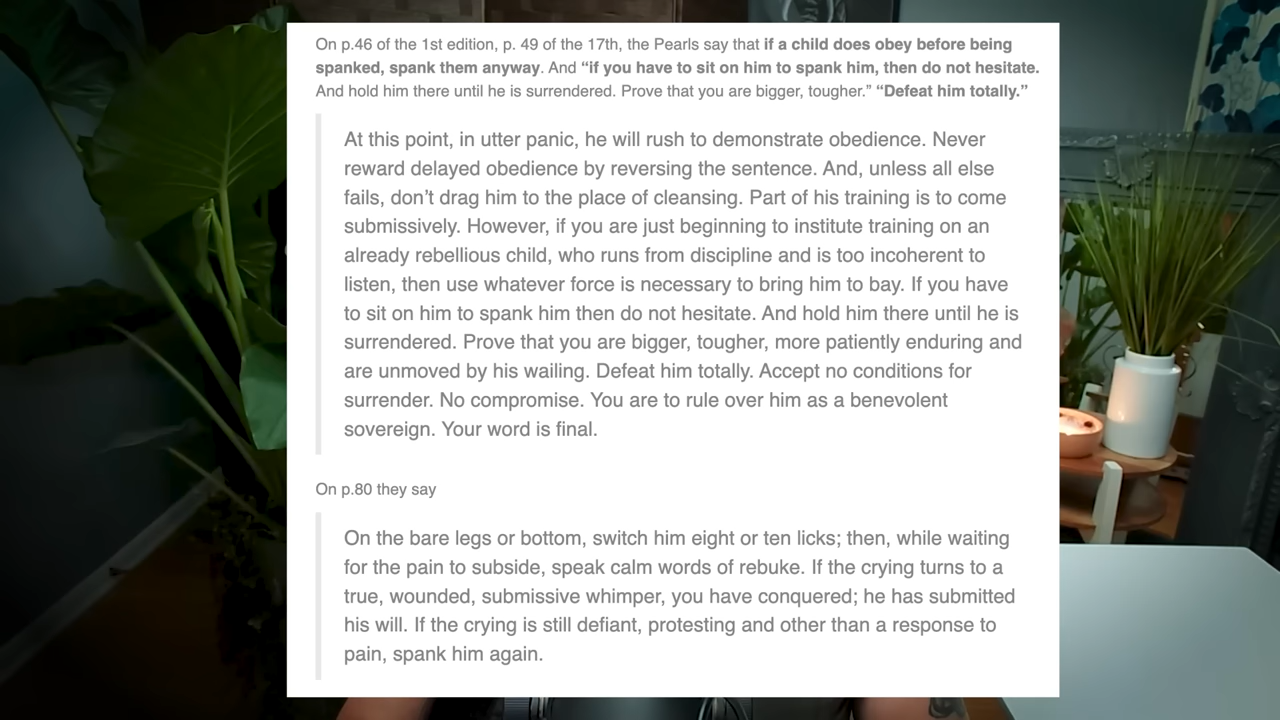 On p.46 of the 1st edition, p. 49 of the 17th, the Pearls say that if a child does obey before being
spanked, spank them anyway. And “if you have to sit on him to spank him, then do not hesitate.
And hold him there until he is surrendered. Prove that you are bigger, tougher.” “Defeat him totally.”
At this point, in utter panic, he will rush to demonstrate obedience. Never
reward delayed obedience by reversing the sentence. And, unless all else
fails, don’t drag him to the place of cleansing. Part of his training is to come
submissively. However, if you are just beginning to institute training on an
already rebellious child, who runs from discipline and is too incoherent to
listen, then use whatever force is necessary to bring him to bay. If you have
to sit on him to spank him then do not hesitate. And hold him there until he is
surrendered. Prove that you are bigger, tougher, more patiently enduring and
are unmoved by his wailing. Defeat him totally. Accept no conditions for
surrender. No compromise. You are to rule over him as a benevolent
sovereign. Your word is final.
On p.80 they say
On the bare legs or bottom, switch him eight or ten licks; then, while waiting
for the pain to subside, speak calm words of rebuke. If the crying turns to a
true, wounded, submissive whimper, you have conquered; he has submitted
his will. If the crying is still defiant, protesting and other than a response to
pain, spank him again.